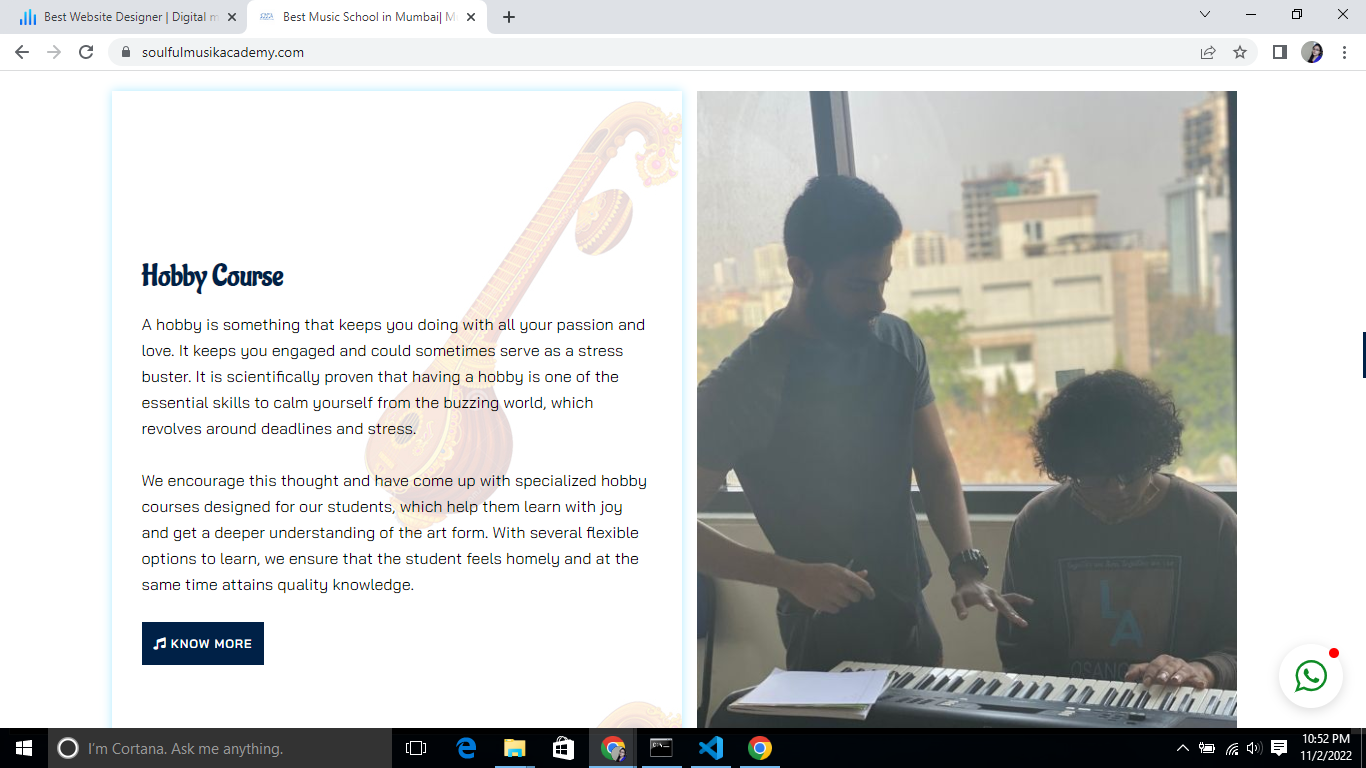 Best Website Designer | Digital m
Best Music School in Mumbai| M
soulfulmusikacademy.com
Hobby Course
A hobby is something that keeps you doing with all your passion and
love. It keeps you engaged and could sometimes serve as a stress
buster. It is scientifically proven that having a hobby is one of the
essential skills to calm yourself from the buzzing world, which
revolves around deadlines and stress.
We encourage this thought and have come up with specialized hobby
courses designed for our students, which help them learn with joy
and get a deeper understanding of the art form. With several flexible
options to learn, we ensure that the student feels homely and at the
same time attains quality knowledge.
KNOW MORE
LA
I'm Cortana. Ask me anything.
10:52 PM
11/2/2022